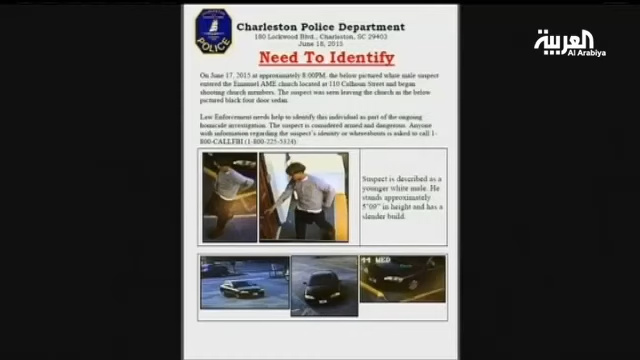 Charleston Police Department
180 Lockwood Blvd., Charleston, SC 29403
June 18, 2015
Need To Identify
العربية
Al Arabiya
POLICE
On June 17, 2015 at approximately 8:00PM, the below pictured white male suspect
entered the Emanuel AME church located at 110 Calhoun Street and began
shooting church members. The suspect was seen leaving the church in the below
pictured black four door sedan.
Law Enforcement needs help to identify this individual as part of the ongoing
homicide investigation. The suspect is considered armed and dangerous. Anyone
with information regarding the suspect's identity or whereabouts is asked to call 1-
800-CALLFBI (1-800-225-5324).
Suspect is described as a
younger white male. He
stands approximately
5'09" in height and has a
slender build.
44 WED